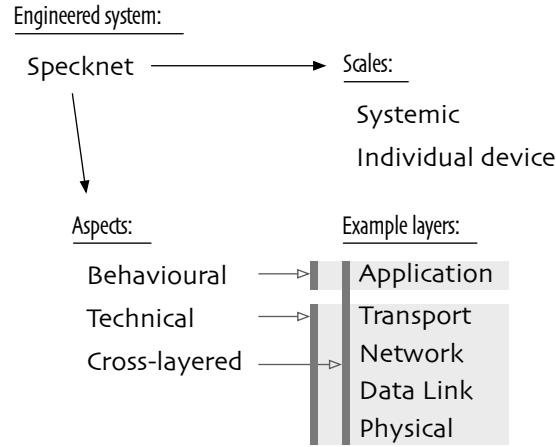 Engineered system:
Specknet
Scales:
Systemic
Individual device
Aspects:
Behavioural
Technical
Cross-layered
Example layers:
Application
Transport
Network
Data Link
Physical